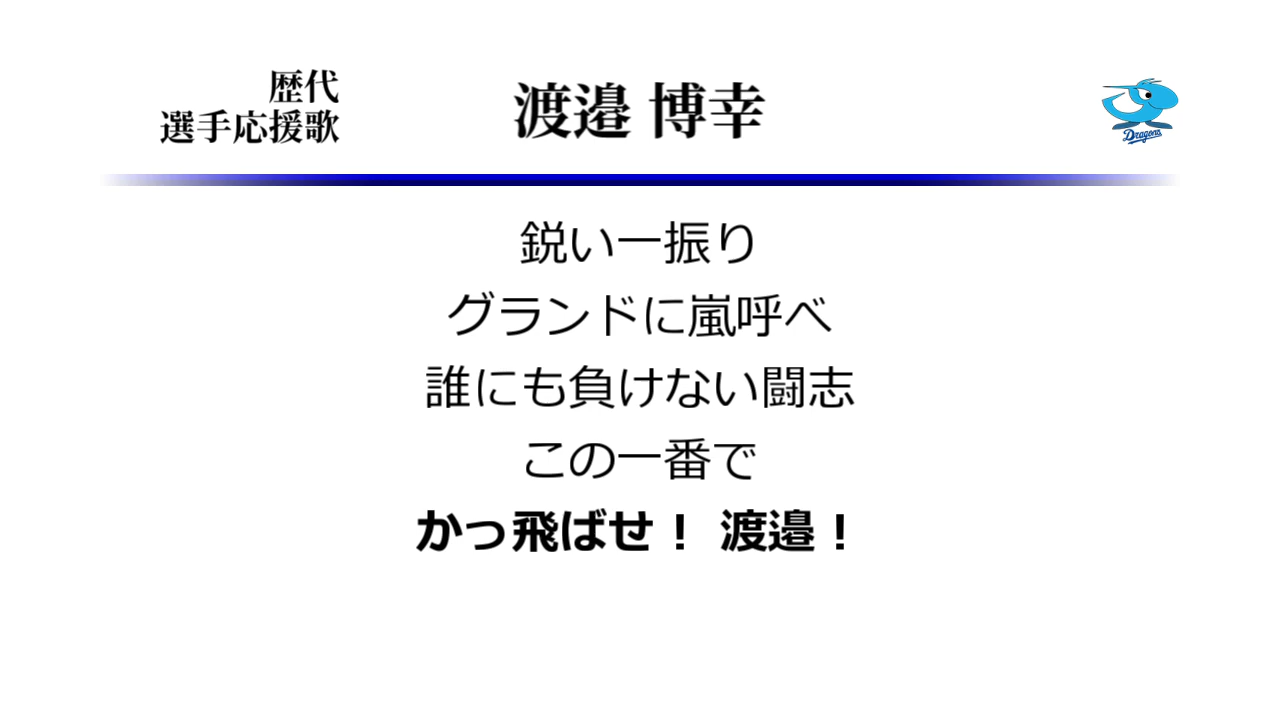 歴代
選手応援歌
渡邉 博幸
Dragons
鋭い一振り
グランドに嵐呼べ
誰にも負けない闘志
この一番で
かっ飛ばせ！ 渡邉！